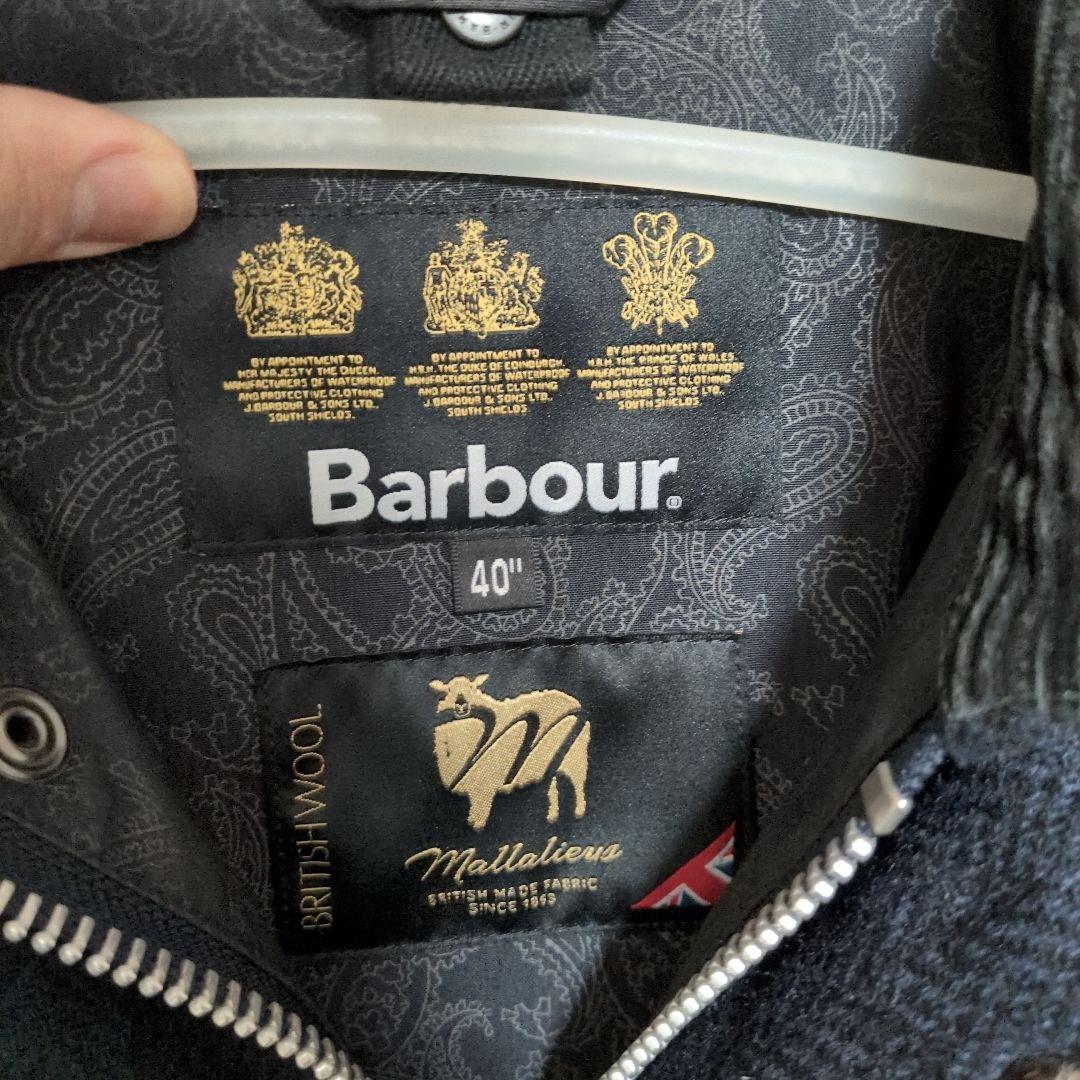 BY APPOINTMENT TO
HER MAJESTY THE QUEEN
MANUFACTURERS OF WATERPROOF
AND PROTECTIVE CLOTHING
J.BARBOUR & SONS LTD.
SOUTH SHIELDS.
BY APPOINTMENT TO
H.R.H. THE DUKE OF EDINBURGH
MANUFACTURERS OF WATERPROOF
AND PROTECTIVE CLOTHING
J.BARBOUR & SONS LTD.
SOUTH SHIELDS
BY APPOINTMENT TO
H.R.H. THE PRINCE OF WALES
MANUFACTURERS OF WATERPROOF
AND PROTECTIVE CLOTHING
J.BARBOUR & SONS LTD.
SOUTH SHIELDS
Barbour®
40"
BRITISH WOOL
M
Mallalieus
BRITISH MADE FABRIC
SINCE